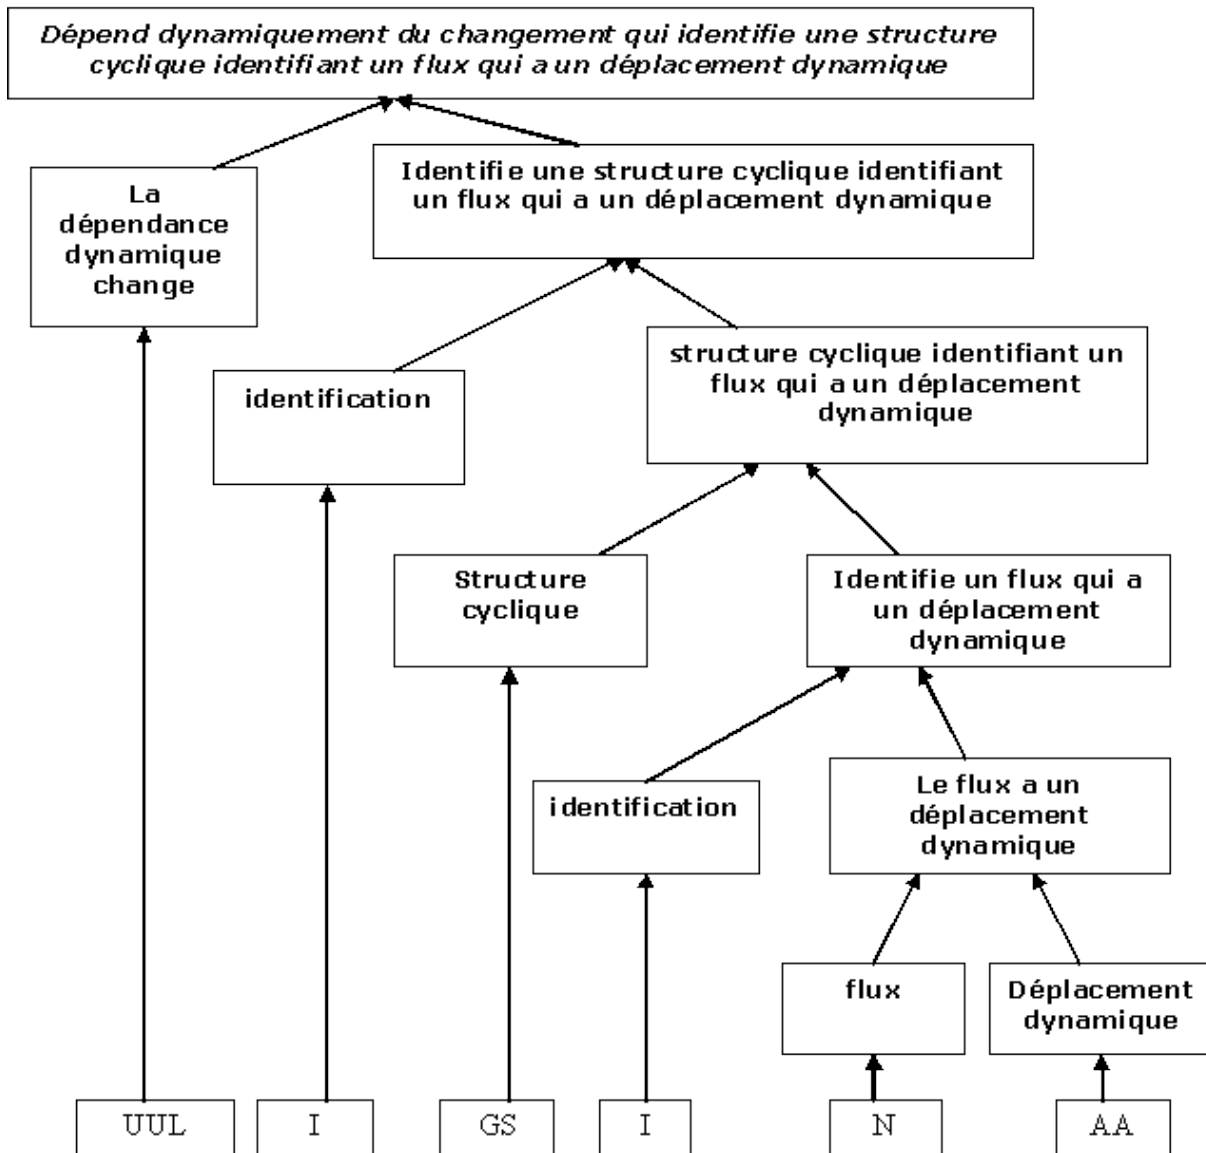 Dépend dynamiquement du changement qui identifie une structure
cyclique identifiant un flux qui a un déplacement dynamique
La
dépendance
dynamique
change
Identifie une structure cyclique identifiant
un flux qui a un déplacement dynamique
identification
structure cyclique identifiant un
flux qui a un déplacement
dynamique
Structure
cyclique
Identifie un flux qui a
un déplacement
dynamique
identification
Le flux a un
déplacement
dynamique
flux
Déplacement
dynamique
UUL
I
GS
I
N
AA